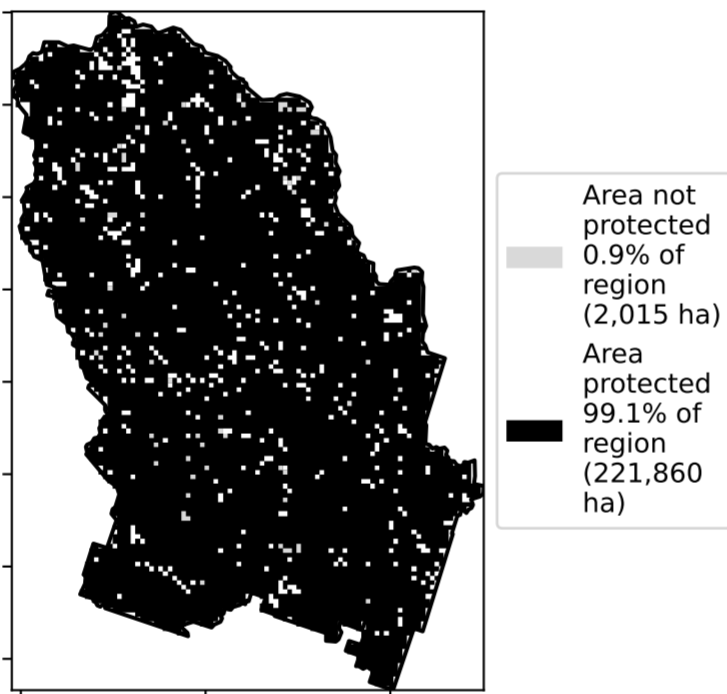 Area not
protected
0.9% of
region
(2,015 ha)
Area
protected
99.1% of
region
(221,860
ha)